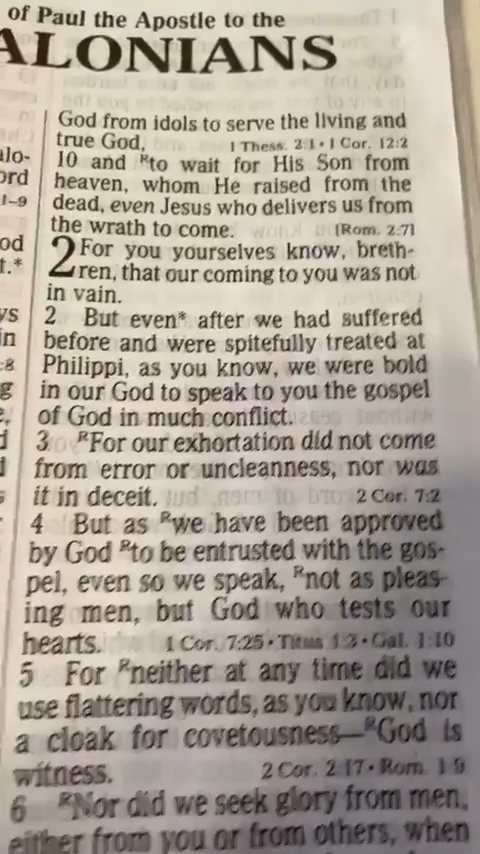 of Paul the Apostle to the
ALONIANS
alo-
ord
1–9
od
t.*
ys
in
:8
g
e,
d
d
s
God from idols to serve the living and
true God, 1 Thess. 2:1 • 1 Cor. 12:2
10 and ᴿto wait for His Son from
heaven, whom He raised from the
dead, even Jesus who delivers us from
the wrath to come. [Rom. 2:7]
2 For you yourselves know, breth-
ren, that our coming to you was not
in vain.
2 But even* after we had suffered
before and were spitefully treated at
Philippi, as you know, we were bold
in our God to speak to you the gospel
of God in much conflict.
3 ᴿFor our exhortation did not come
from error or uncleanness, nor was
it in deceit. 2 Cor. 7:2
4 But as ᴿwe have been approved
by God ᴿto be entrusted with the gos-
pel, even so we speak, ᴿnot as pleas-
ing men, but God who tests our
hearts. 1 Cor. 7:25 • Titus 1:3 • Gal. 1:10
5 For ᴿneither at any time did we
use flattering words, as you know, nor
a cloak for covetousness—ᴿGod is
witness. 2 Cor. 2:17 • Rom. 1:9
6 ᴿNor did we seek glory from men,
either from you or from others, when